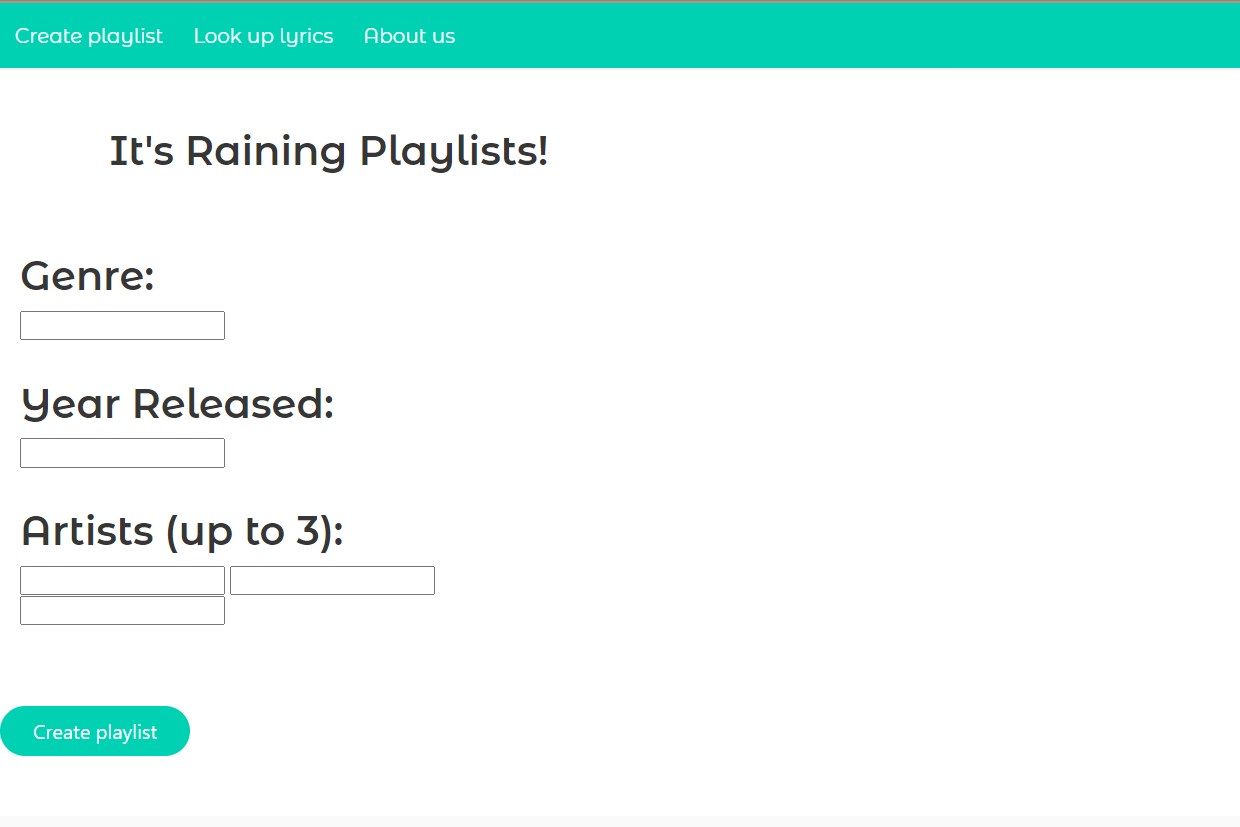 Create playlist Look up lyrics About us
It's Raining Playlists!
Genre:
Year Released:
Artists (up to 3):
Create playlist